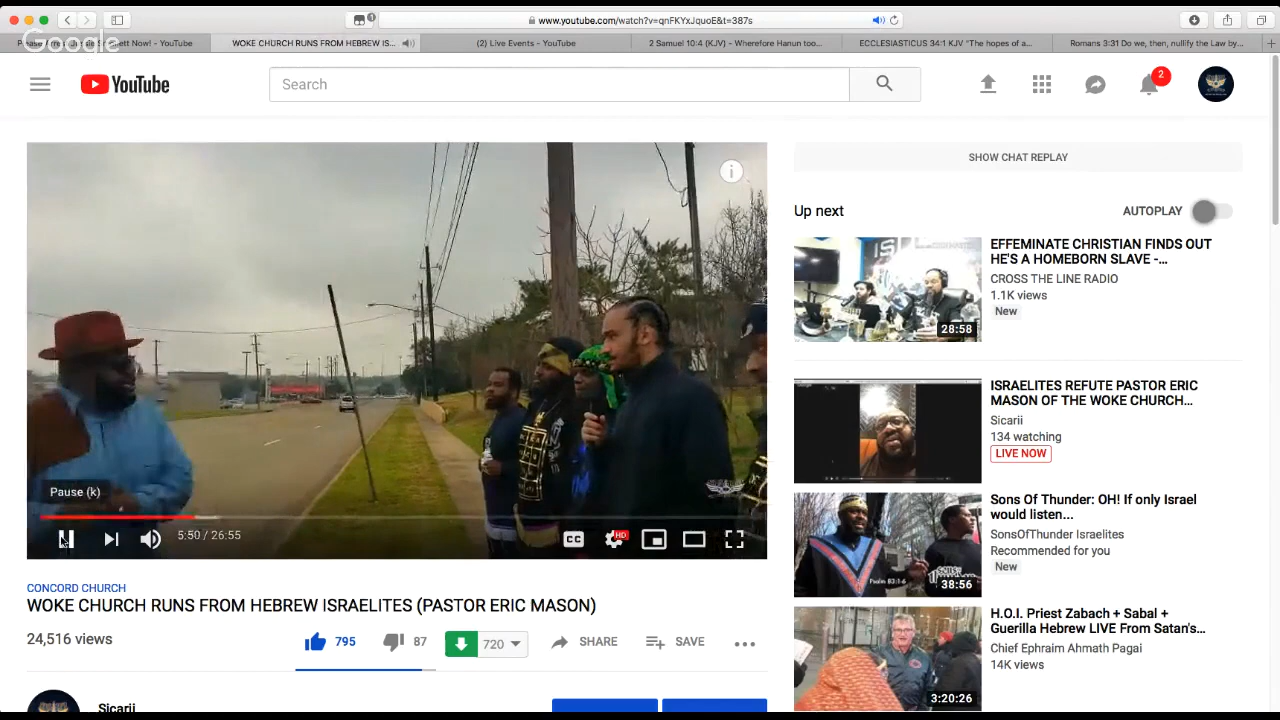 www.youtube.com/watch?v=qnFKYxJquoE&t=387s
Google
WOKE CHURCH RUNS FROM HEBREW IS...
(2) Live Events - YouTube
2 Samuel 10:4 (KJV) - Wherefore Hanun too...
ECCLESIASTICUS 34:1 KJV "The hopes of a...
Romans 3:31 Do we, then, nullify the Law by...
YouTube
Search
2
SHOW CHAT REPLAY
Up next
AUTOPLAY
EFFEMINATE CHRISTIAN FINDS OUT
HE'S A HOMEBORN SLAVE -...
CROSS THE LINE RADIO
1.1K views
New
28:58
ISRAELITES REFUTE PASTOR ERIC
MASON OF THE WOKE CHURCH...
Sicarii
134 watching
LIVE NOW
Sons Of Thunder: OH! If only Israel
would listen...
SonsOfThunder Israelites
Recommended for you
New
Psalm 83:1-6
38:56
H.O.I. Priest Zabach + Sabal +
Guerilla Hebrew LIVE From Satan's...
Chief Ephraim Ahmath Pagai
14K views
3:20:26
Pause (k)
5:50 / 26:55
CC
HD
CONCORD CHURCH
WOKE CHURCH RUNS FROM HEBREW ISRAELITES (PASTOR ERIC MASON)
24,516 views
795
87
720
SHARE
SAVE
Sicarii